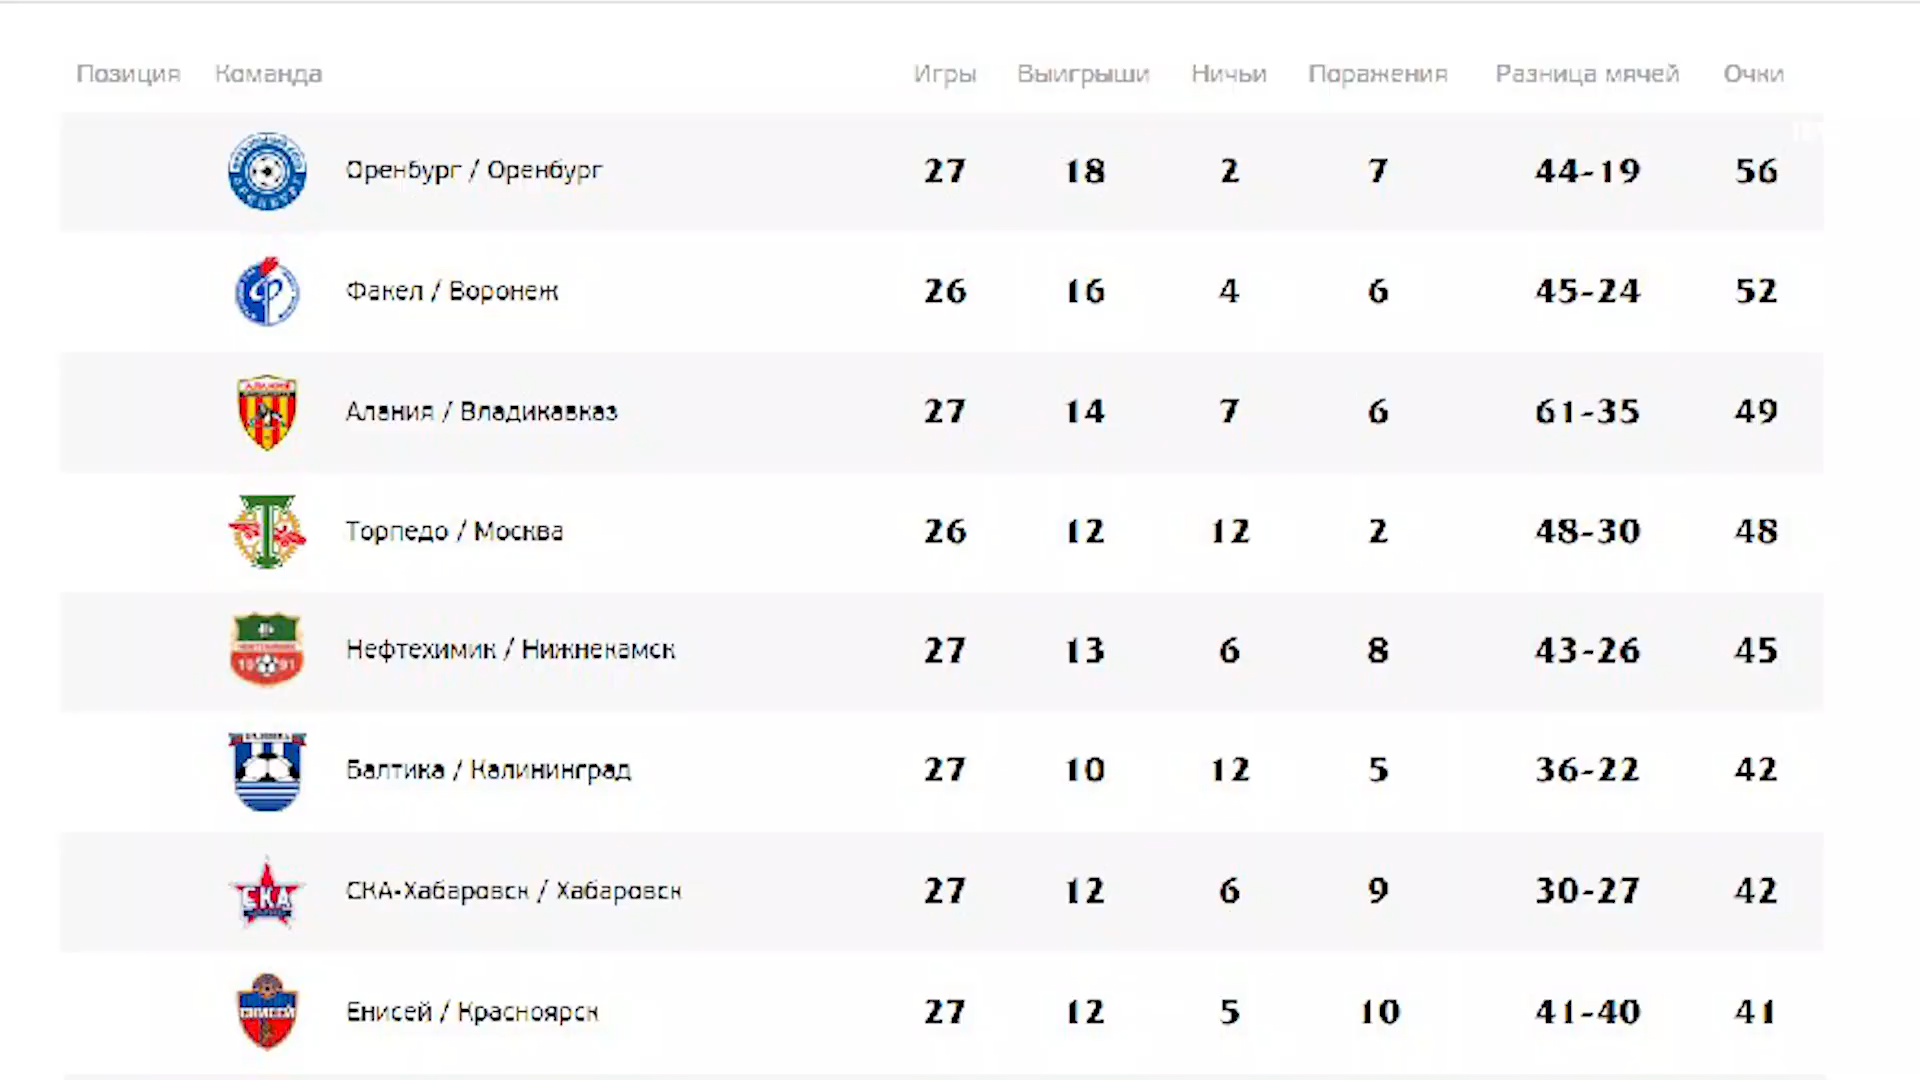 Позиция Команда Игры Выигрыши Ничьи Поражения Разница мячей Очки
Оренбург / Оренбург 27 18 2 7 44-19 56
Факел / Воронеж 26 16 4 6 45-24 52
Алания / Владикавказ 27 14 7 6 61-35 49
Торпедо / Москва 26 12 12 2 48-30 48
Нефтехимик / Нижнекамск 27 13 6 8 43-26 45
Балтика / Калининград 27 10 12 5 36-22 42
СКА-Хабаровск / Хабаровск 27 12 6 9 30-27 42
СКА
Енисей / Красноярск 27 12 5 10 41-40 41
ЕНИСЕЙ